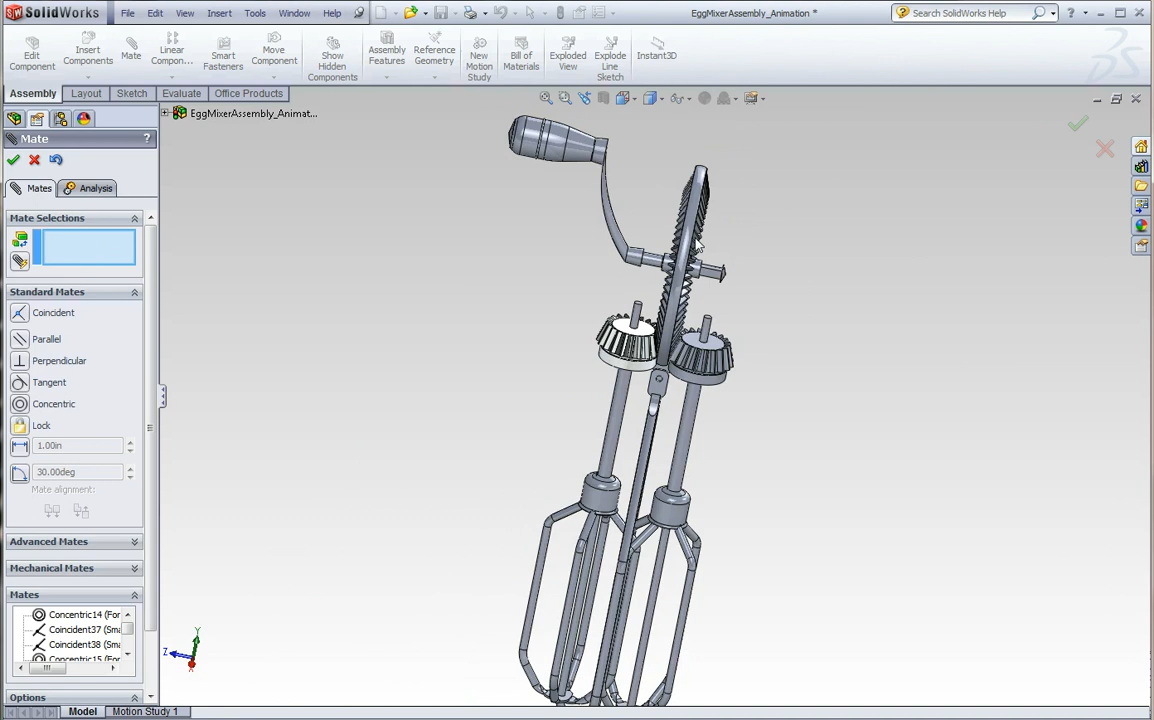 SolidWorks File Edit View Insert Tools Window Help EggMixerAssembly_Animation * Search SolidWorks Help
Edit Component
Insert Components
Mate
Linear Compon...
Smart Fasteners
Move Component
Show Hidden Components
Assembly Features
Reference Geometry
New Motion Study
Bill of Materials
Exploded View
Explode Line Sketch
Instant3D
Assembly Layout Sketch Evaluate Office Products
EggMixerAssembly_Animat...
Mate ?
Mates Analysis
Mate Selections
Standard Mates
Coincident
Parallel
Perpendicular
Tangent
Concentric
Lock
1.00in
30.00deg
Mate alignment:
Advanced Mates
Mechanical Mates
Mates
Concentric14 (For
Coincident37 (Sma
Coincident38 (Sma
Concentric15 (For
Options
Y
Z
X
Model Motion Study 1